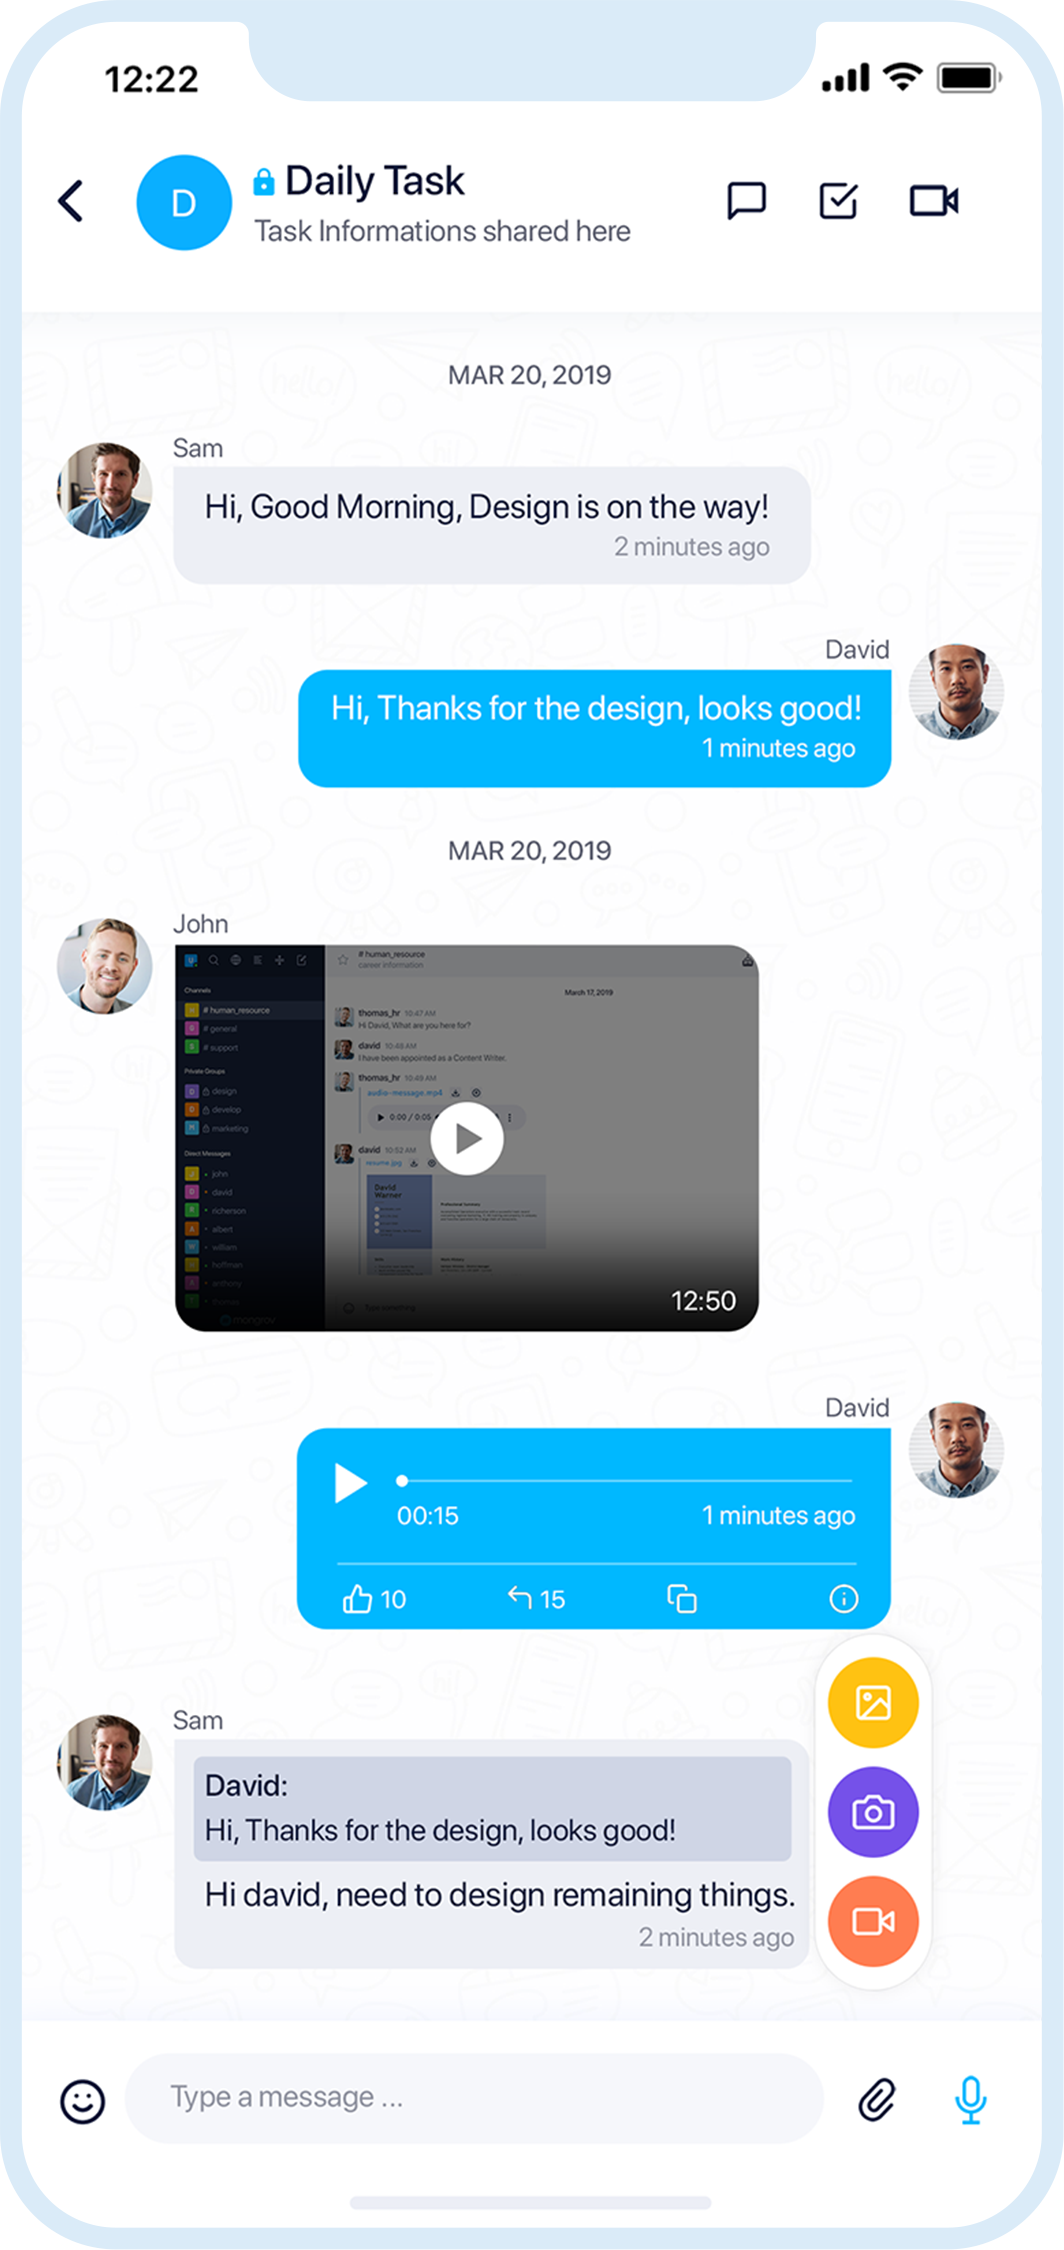 12:22
D
Daily Task
Task Informations shared here
MAR 20, 2019
Sam
Hi, Good Morning, Design is on the way!
2 minutes ago
David
Hi, Thanks for the design, looks good!
1 minutes ago
MAR 20, 2019
John
# human_resource
career information
March 17, 2019
Channels
# human_resource
# general
# support
Private Groups
design
develop
marketing
Direct Messages
john
david
richerson
albert
william
hoffman
anthony
thomas
mongrov
thomas_hr 10:47 AM
Hi David, What are you here for?
david 10:48 AM
I have been appointed as a Content Writer.
thomas_hr 10:49 AM
audio-message.mp4
0:00 / 0:05
david 10:52 AM
resume.jpg
David
Warner
Professional Summary
Type something
12:50
David
00:15
1 minutes ago
10
15
Sam
David:
Hi, Thanks for the design, looks good!
Hi david, need to design remaining things.
2 minutes ago
Type a message ...